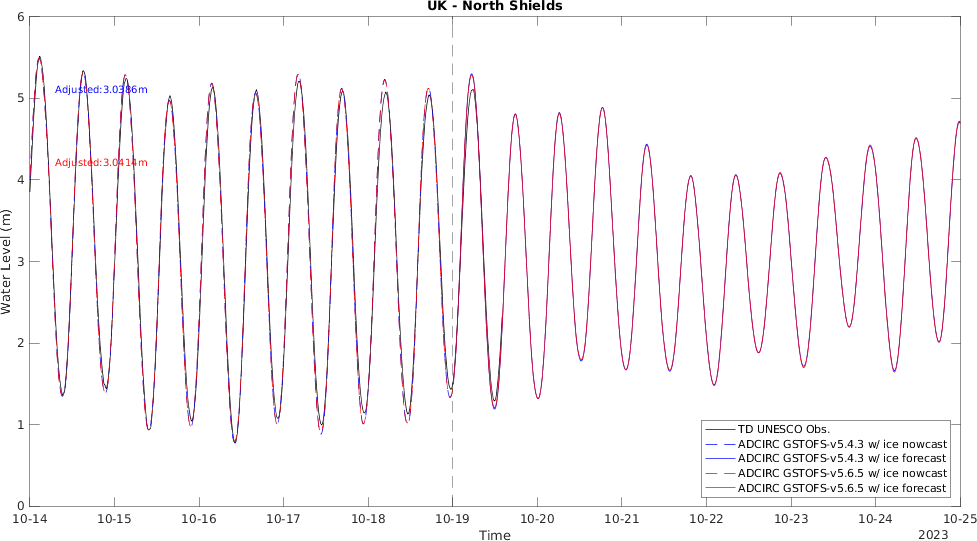 UK - North Shields
6
5
4
3
2
1
0
Water Level (m)
Adjusted:3.0386m
Adjusted:3.0414m
TD UNESCO Obs.
ADCIRC GSTOFS-v5.4.3 w/ ice nowcast
ADCIRC GSTOFS-v5.4.3 w/ ice forecast
ADCIRC GSTOFS-v5.6.5 w/ ice nowcast
ADCIRC GSTOFS-v5.6.5 w/ ice forecast
10-14 10-15 10-16 10-17 10-18 10-19 10-20 10-21 10-22 10-23 10-24 10-25
Time
2023